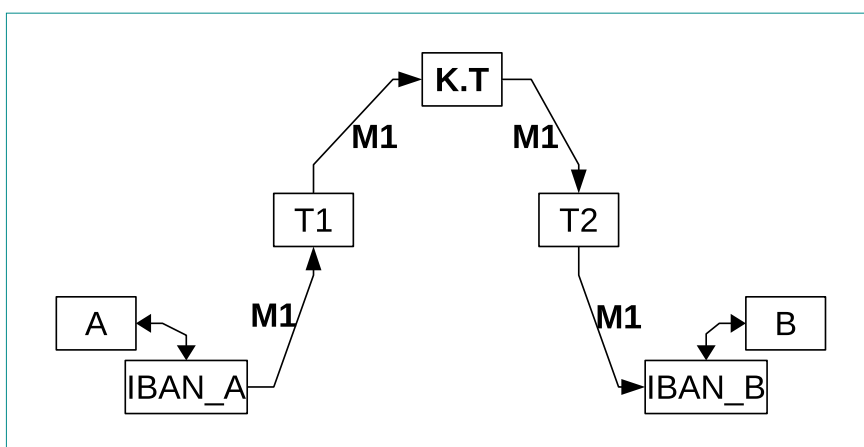 K.T
M1 M1
T1 T2
M1 M1
A B
IBAN_A IBAN_B